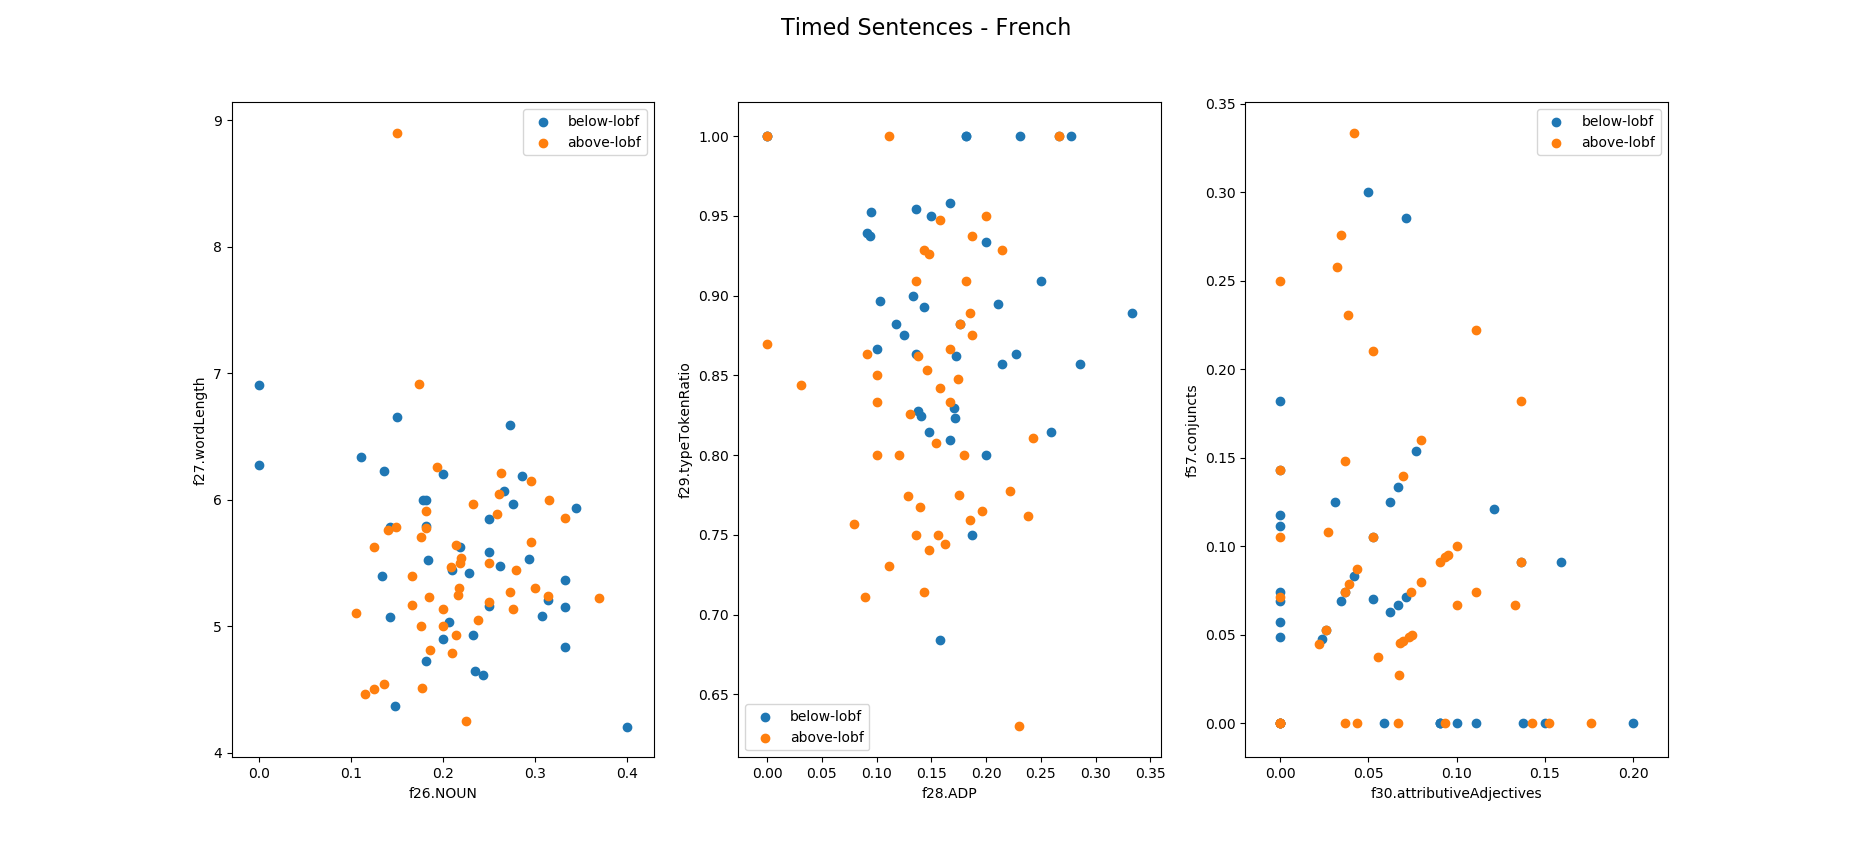 Timed Sentences - French
f27.wordLength
9
8
7
6
5
4
0.0 0.1 0.2 0.3 0.4
f26.NOUN
below-lobf
above-lobf
f29.typeTokenRatio
1.00
0.95
0.90
0.85
0.80
0.75
0.70
0.65
0.00 0.05 0.10 0.15 0.20 0.25 0.30 0.35
f28.ADP
below-lobf
above-lobf
f57.conjuncts
0.35
0.30
0.25
0.20
0.15
0.10
0.05
0.00
0.00 0.05 0.10 0.15 0.20
f30.attributiveAdjectives
below-lobf
above-lobf